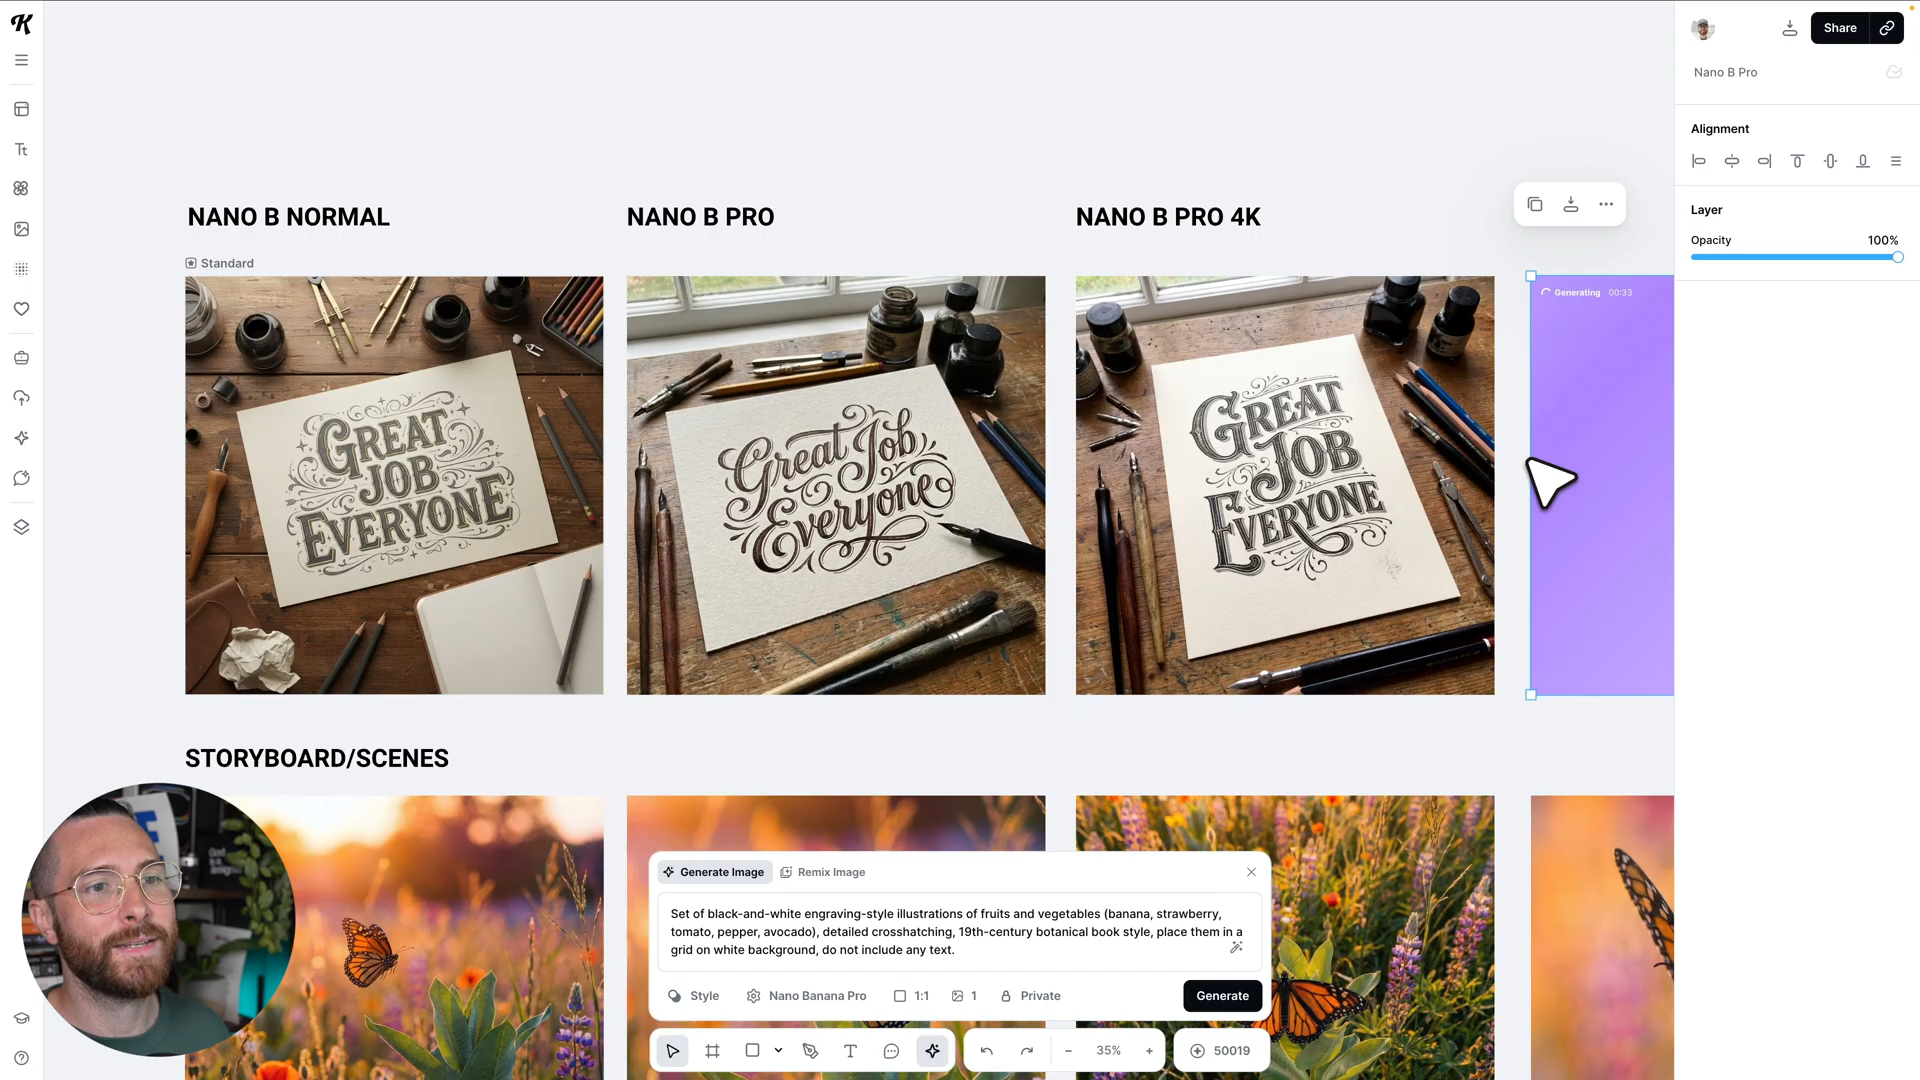 K
Share
Nano B Pro
Alignment
Layer
Opacity 100%
NANO B NORMAL
NANO B PRO
NANO B PRO 4K
Standard
Generating 00:33
GREAT
JOB
EVERYONE
Great Job
Everyone
GREAT
JOB
EVERYONE
STORYBOARD/SCENES
Generate Image
Remix Image
Set of black-and-white engraving-style illustrations of fruits and vegetables (banana, strawberry,
tomato, pepper, avocado), detailed crosshatching, 19th-century botanical book style, place them in a
grid on white background, do not include any text.
Style
Nano Banana Pro
1:1
1
Private
Generate
35%
50019